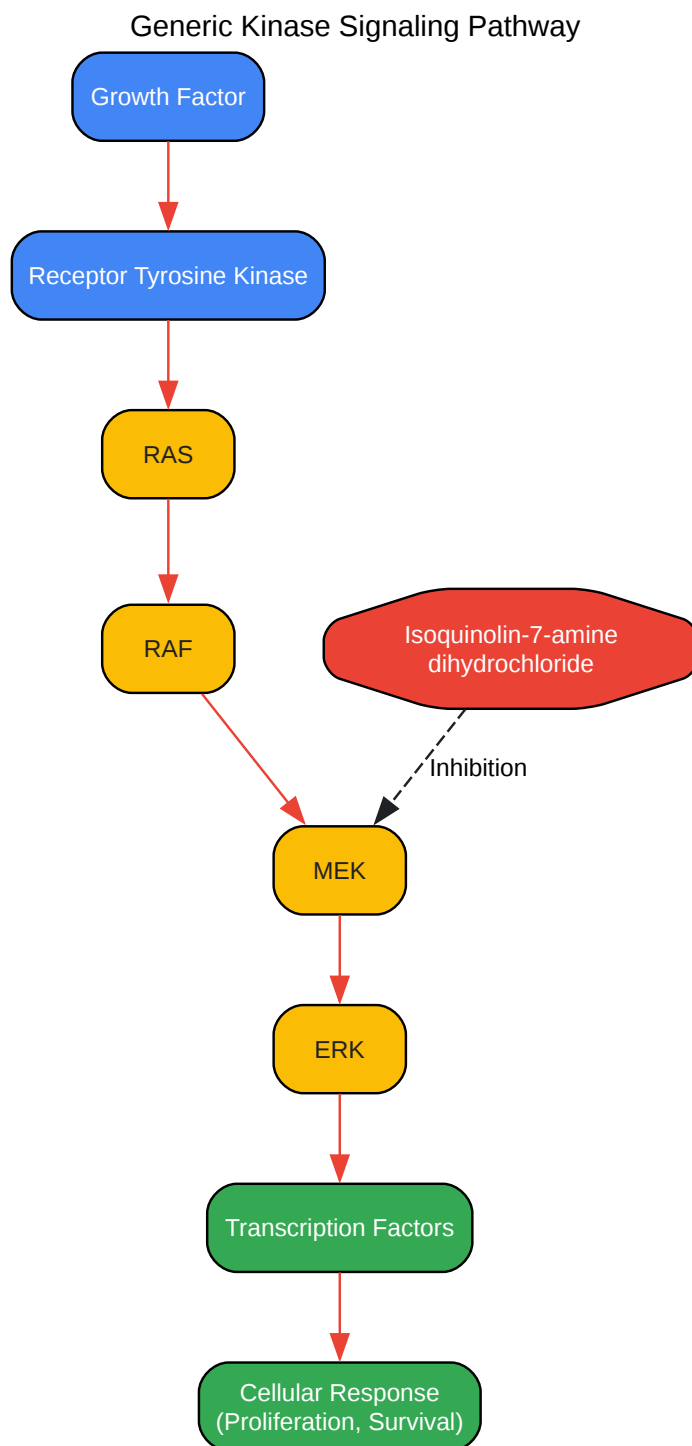 Generic Kinase Signaling Pathway
Growth Factor
Receptor Tyrosine Kinase
RAS
RAF
Isoquinolin-7-amine
dihydrochloride
Inhibition
MEK
ERK
Transcription Factors
Cellular Response
(Proliferation, Survival)